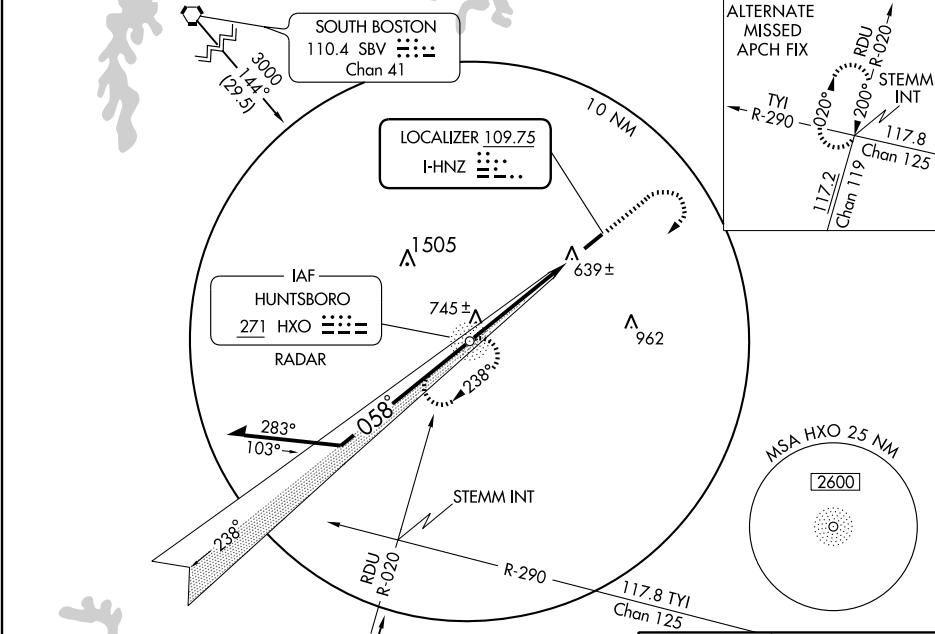 SOUTH BOSTON
110.4 SBV
Chan 41
3000
144°
(29.5)
10 NM
LOCALIZER 109.75
I-HNZ
ALTERNATE
MISSED
APCH FIX
RDU
R-020
STEMM
INT
TYI
R-290
020°
200°
117.8
Chan 125
117.2
Chan 119
1505
639 ±
IAF
HUNTSBORO
271 HXO
RADAR
745 ±
962
238°
058°
283°
103°
238°
STEMM INT
RDU
R-020
R-290
117.8 TYI
Chan 125
MSA HXO 25 NM
2600